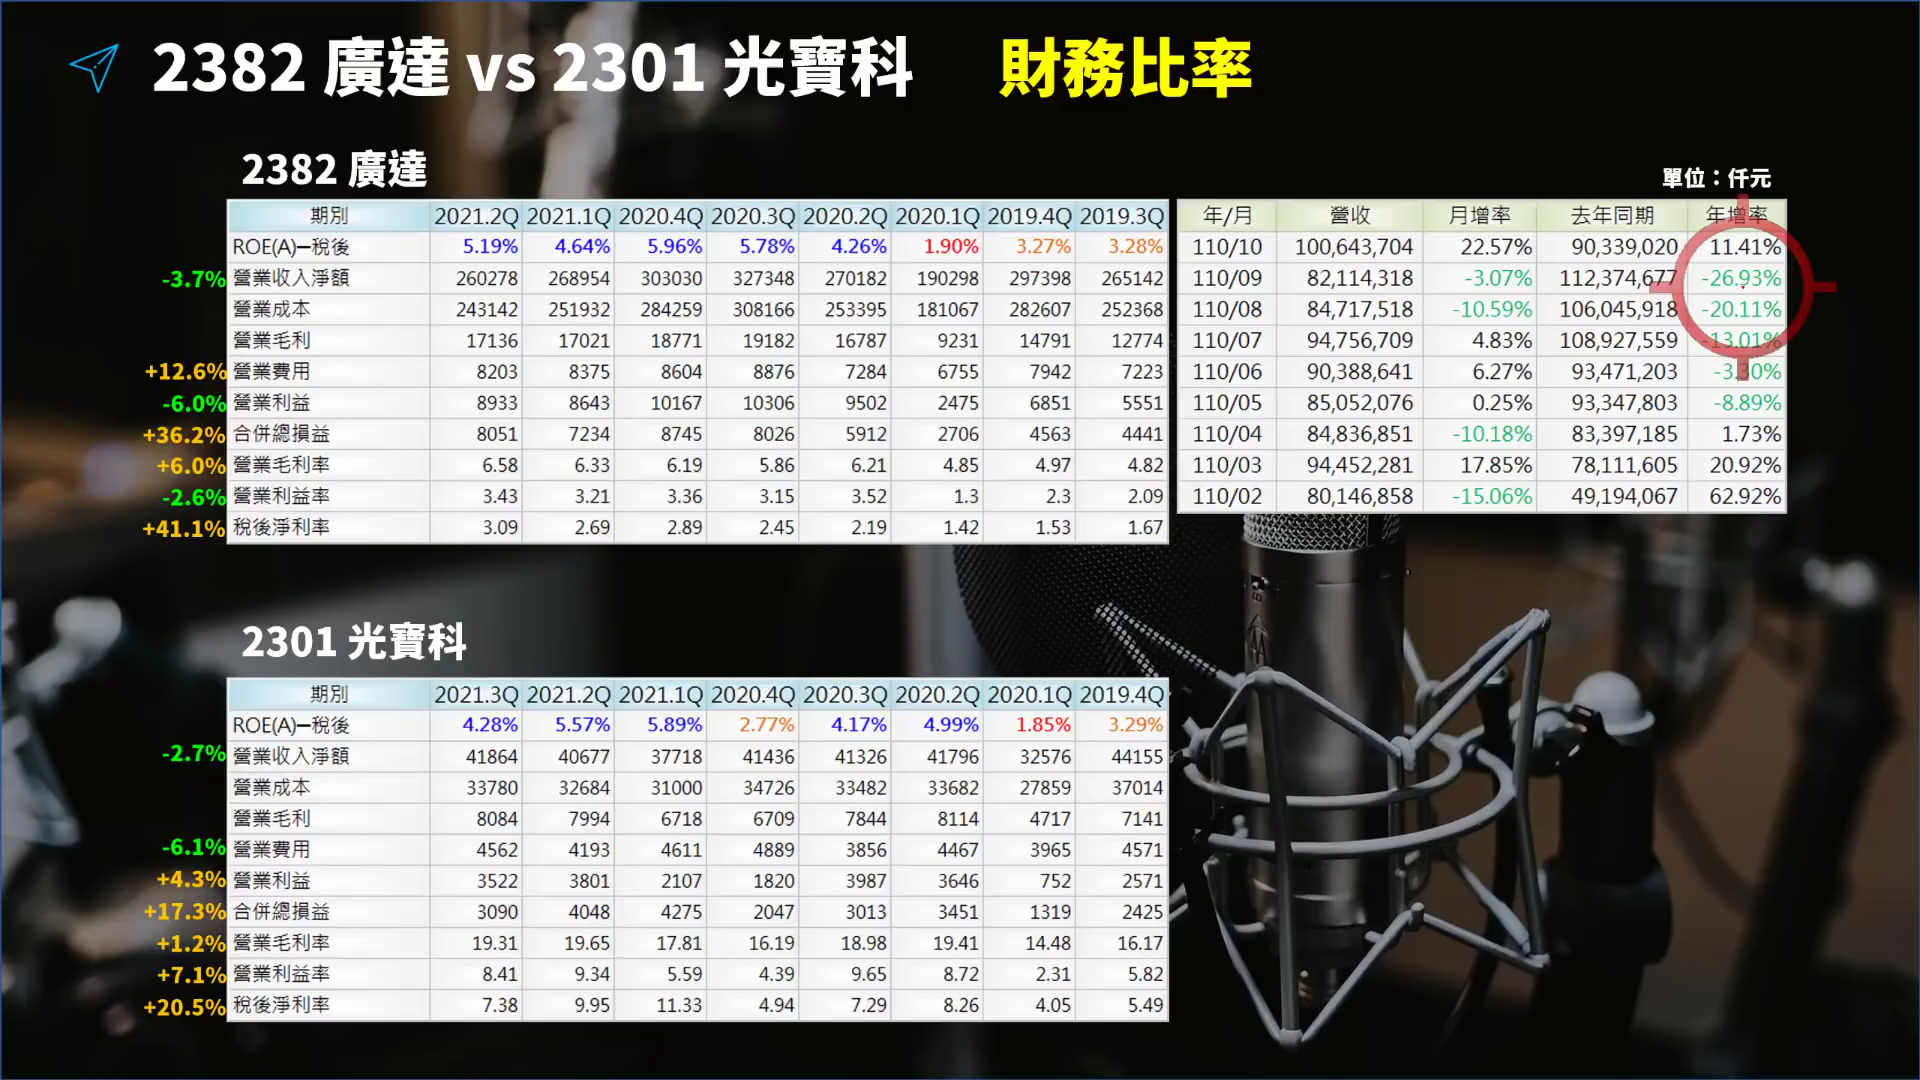 2382 廣達 vs 2301 光寶科 財務比率
2382 廣達
單位：仟元
期別 2021.2Q 2021.1Q 2020.4Q 2020.3Q 2020.2Q 2020.1Q 2019.4Q 2019.3Q
ROE(A)─稅後 5.19% 4.64% 5.96% 5.78% 4.26% 1.90% 3.27% 3.28%
-3.7% 營業收入淨額 260278 268954 303030 327348 270182 190298 297398 265142
營業成本 243142 251932 284259 308166 253395 181067 282607 252368
營業毛利 17136 17021 18771 19182 16787 9231 14791 12774
+12.6% 營業費用 8203 8375 8604 8876 7284 6755 7942 7223
-6.0% 營業利益 8933 8643 10167 10306 9502 2475 6851 5551
+36.2% 合併總損益 8051 7234 8745 8026 5912 2706 4563 4441
+6.0% 營業毛利率 6.58 6.33 6.19 5.86 6.21 4.85 4.97 4.82
-2.6% 營業利益率 3.43 3.21 3.36 3.15 3.52 1.3 2.3 2.09
+41.1% 稅後淨利率 3.09 2.69 2.89 2.45 2.19 1.42 1.53 1.67
年/月 營收 月增率 去年同期 年增率
110/10 100,643,704 22.57% 90,339,020 11.41%
110/09 82,114,318 -3.07% 112,374,677 -26.93%
110/08 84,717,518 -10.59% 106,045,918 -20.11%
110/07 94,756,709 4.83% 108,927,559 -13.01%
110/06 90,388,641 6.27% 93,471,203 -3.30%
110/05 85,052,076 0.25% 93,347,803 -8.89%
110/04 84,836,851 -10.18% 83,397,185 1.73%
110/03 94,452,281 17.85% 78,111,605 20.92%
110/02 80,146,858 -15.06% 49,194,067 62.92%
2301 光寶科
期別 2021.3Q 2021.2Q 2021.1Q 2020.4Q 2020.3Q 2020.2Q 2020.1Q 2019.4Q
ROE(A)─稅後 4.28% 5.57% 5.89% 2.77% 4.17% 4.99% 1.85% 3.29%
-2.7% 營業收入淨額 41864 40677 37718 41436 41326 41796 32576 44155
營業成本 33780 32684 31000 34726 33482 33682 27859 37014
營業毛利 8084 7994 6718 6709 7844 8114 4717 7141
-6.1% 營業費用 4562 4193 4611 4889 3856 4467 3965 4571
+4.3% 營業利益 3522 3801 2107 1820 3987 3646 752 2571
+17.3% 合併總損益 3090 4048 4275 2047 3013 3451 1319 2425
+1.2% 營業毛利率 19.31 19.65 17.81 16.19 18.98 19.41 14.48 16.17
+7.1% 營業利益率 8.41 9.34 5.59 4.39 9.65 8.72 2.31 5.82
+20.5% 稅後淨利率 7.38 9.95 11.33 4.94 7.29 8.26 4.05 5.49